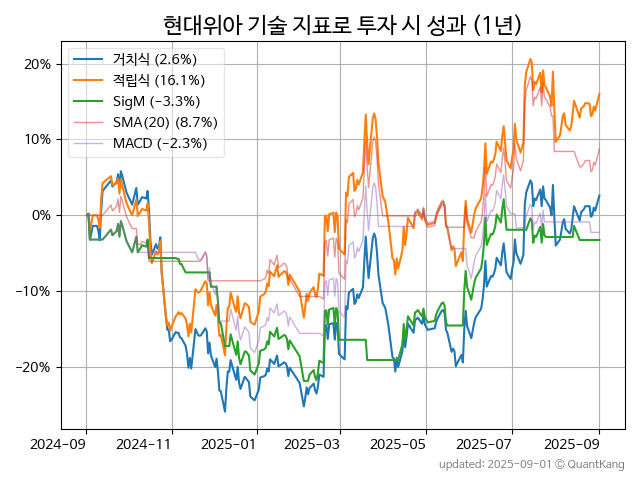 현대위아 기술 지표로 투자 시 성과 (1년)
거치식 (2.6%)
적립식 (16.1%)
SigM (−3.3%)
SMA(20) (8.7%)
MACD (−2.3%)
20%
10%
0%
−10%
−20%
2024-09 2024-11 2025-01 2025-03 2025-05 2025-07 2025-09
updated: 2025-09-01 © QuantKang